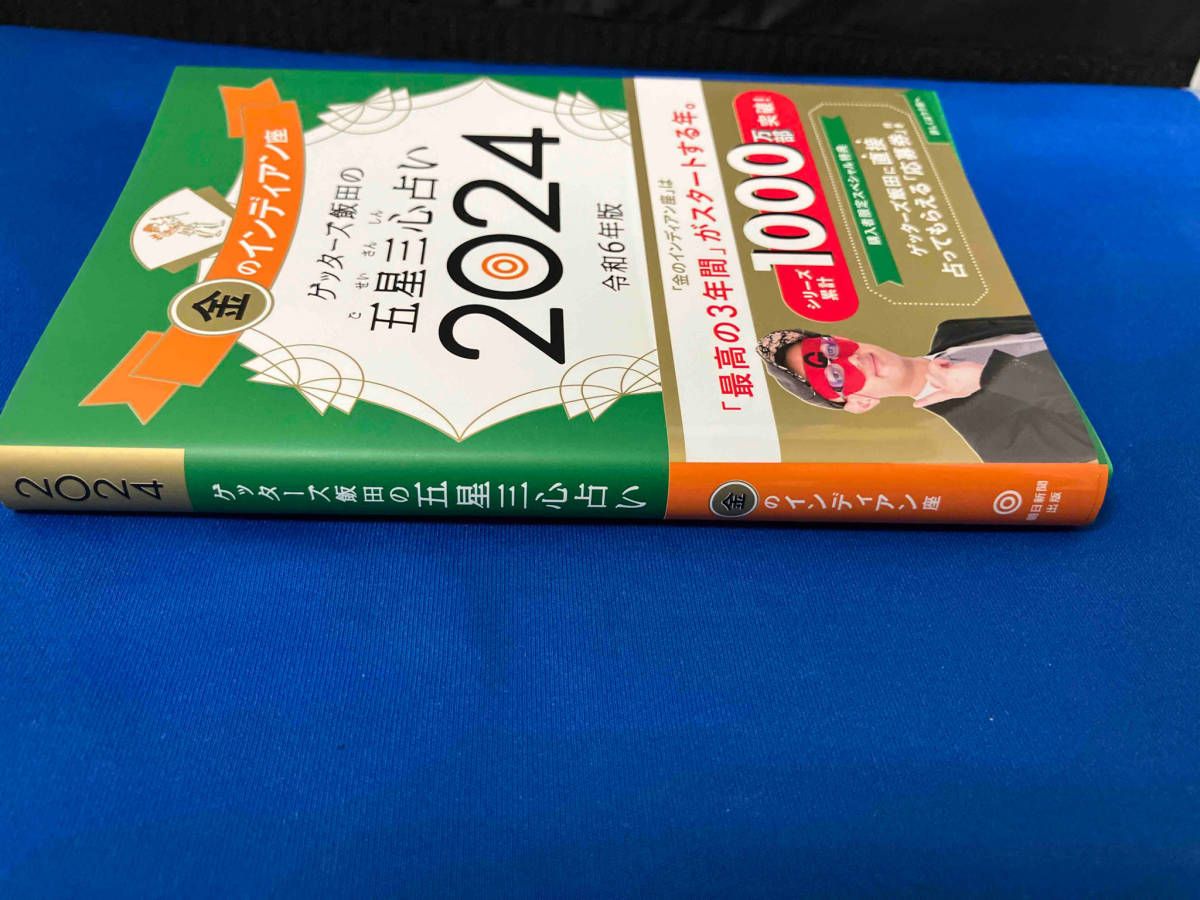 金のインディアン座
ゲッターズ飯田の
ご せい さん しん
五星三心占い
2024
令和6年版
「金のインディアン座」は
「最高の3年間」がスタートする年。
シリーズ
累計
1000万部突破!!
購入者限定スペシャル特典
ゲッターズ飯田に直接
占ってもらえる「応募券」付
G
2024
ゲッターズ飯田の五星三心占い
金のインディアン座
朝日新聞
出版